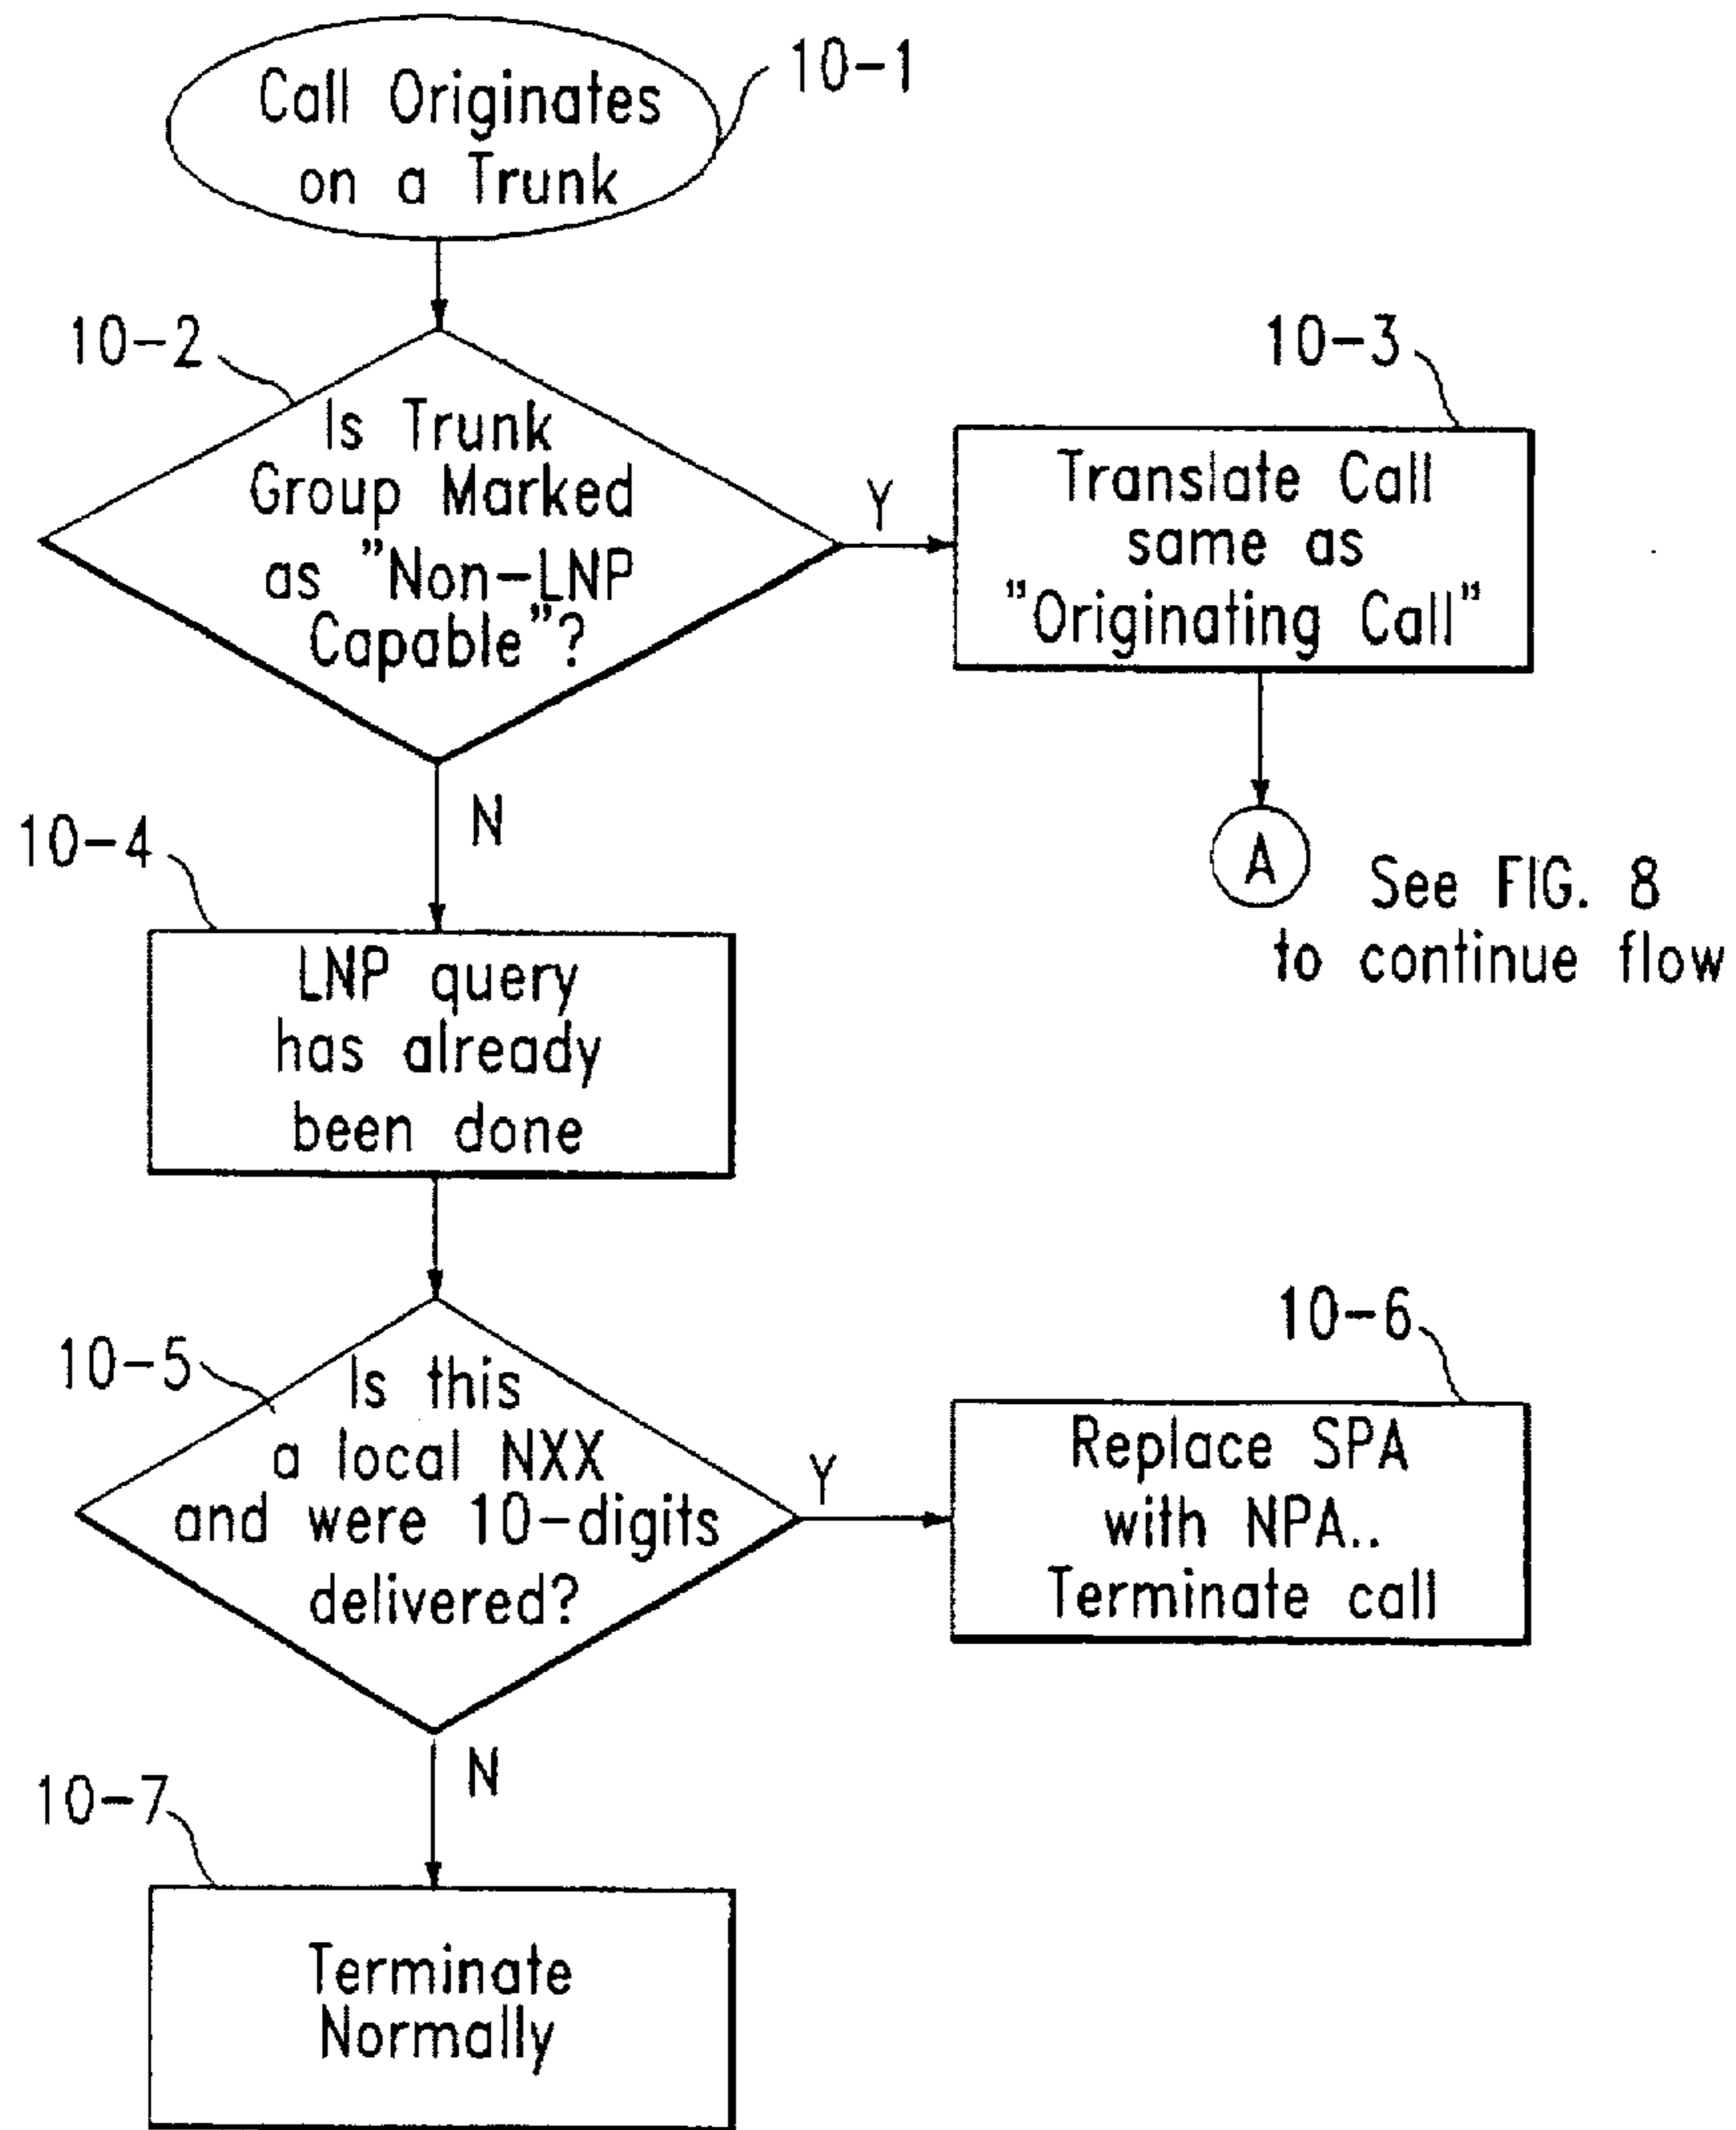 Call Originates
on a Trunk
10-1
10-2
Is Trunk
Group Marked
as "Non-LNP
Capable"?
Y
10-3
Translate Call
same as
"Originating Call"
A
See FIG. 8
to continue flow
N
10-4
LNP query
has already
been done
10-5
Is this
a local NXX
and were 10-digits
delivered?
Y
10-6
Replace SPA
with NPA..
Terminate call
N
10-7
Terminate
Normally